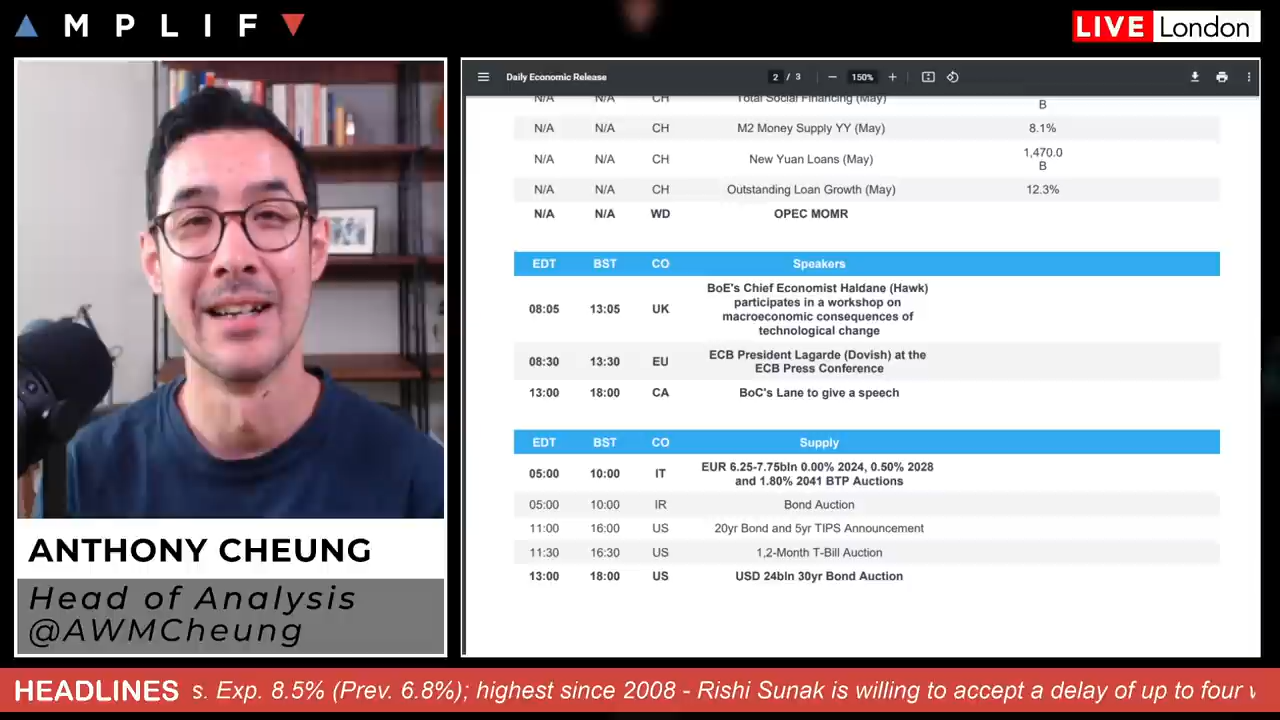 AMPLIFY
LIVE London
Daily Economic Release
2 / 3
150%
N/A N/A CH Total Social Financing (May) B
N/A N/A CH M2 Money Supply YY (May) 8.1%
N/A N/A CH New Yuan Loans (May) 1,470.0
B
N/A N/A CH Outstanding Loan Growth (May) 12.3%
N/A N/A WD OPEC MOMR
EDT BST CO Speakers
08:05 13:05 UK BoE's Chief Economist Haldane (Hawk)
participates in a workshop on
macroeconomic consequences of
technological change
08:30 13:30 EU ECB President Lagarde (Dovish) at the
ECB Press Conference
13:00 18:00 CA BoC's Lane to give a speech
EDT BST CO Supply
05:00 10:00 IT EUR 6.25-7.75bln 0.00% 2024, 0.50% 2028
and 1.80% 2041 BTP Auctions
05:00 10:00 IR Bond Auction
11:00 16:00 US 20yr Bond and 5yr TIPS Announcement
11:30 16:30 US 1,2-Month T-Bill Auction
13:00 18:00 US USD 24bln 30yr Bond Auction
ANTHONY CHEUNG
Head of Analysis
@AWMCheung
HEADLINES s. Exp. 8.5% (Prev. 6.8%); highest since 2008 - Rishi Sunak is willing to accept a delay of up to four